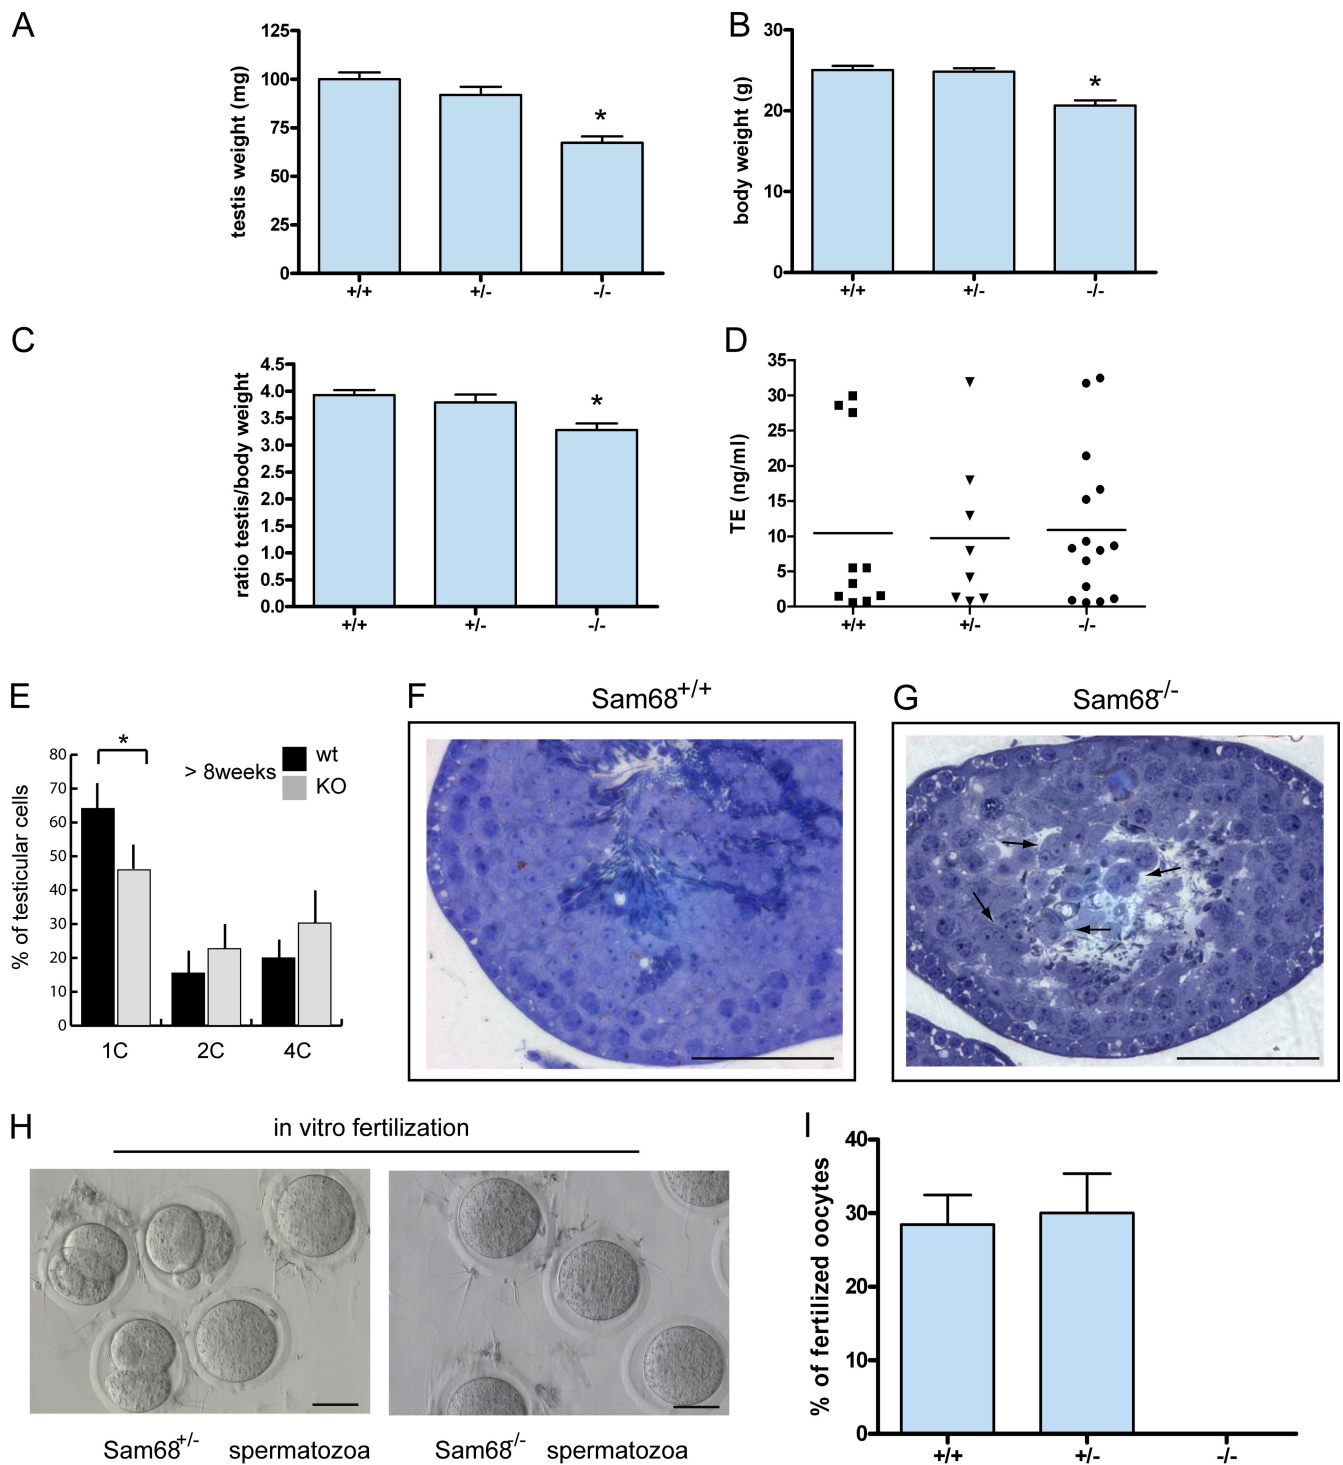 A
testis weight (mg)
125
100
75
50
25
0
*
+/+ +/- -/-
B
body weight (g)
30
20
10
0
*
+/+ +/- -/-
C
ratio testis/body weight
4.5
4.0
3.5
3.0
2.5
2.0
1.5
1.0
0.5
0.0
*
+/+ +/- -/-
D
TE (ng/ml)
35
30
25
20
15
10
5
0
+/+ +/- -/-
E
% of testicular cells
80
70
60
50
40
30
20
10
0
*
> 8weeks
wt
KO
1C 2C 4C
F
Sam68+/+
G
Sam68-/-
H
in vitro fertilization
Sam68+/- spermatozoa
Sam68-/- spermatozoa
I
% of fertilized oocytes
40
30
20
10
0
+/+ +/- -/-